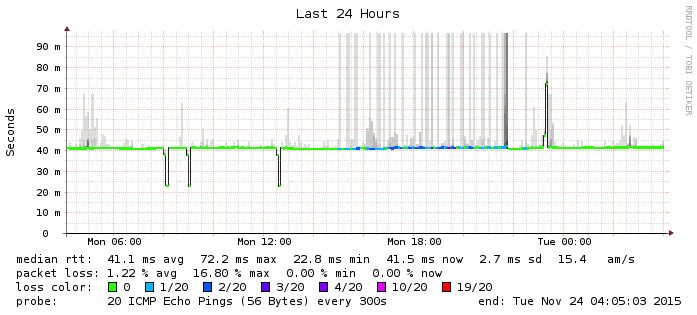 Last 24 Hours
RRDTOOL / TOBI OETIKER
Seconds
90 m
80 m
70 m
60 m
50 m
40 m
30 m
20 m
10 m
0
Mon 06:00 Mon 12:00 Mon 18:00 Tue 00:00
median rtt: 41.1 ms avg 72.2 ms max 22.8 ms min 41.5 ms now 2.7 ms sd 15.4 am/s
packet loss: 1.22 % avg 16.80 % max 0.00 % min 0.00 % now
loss color: 0 1/20 2/20 3/20 4/20 10/20 19/20
probe: 20 ICMP Echo Pings (56 Bytes) every 300s end: Tue Nov 24 04:05:03 2015